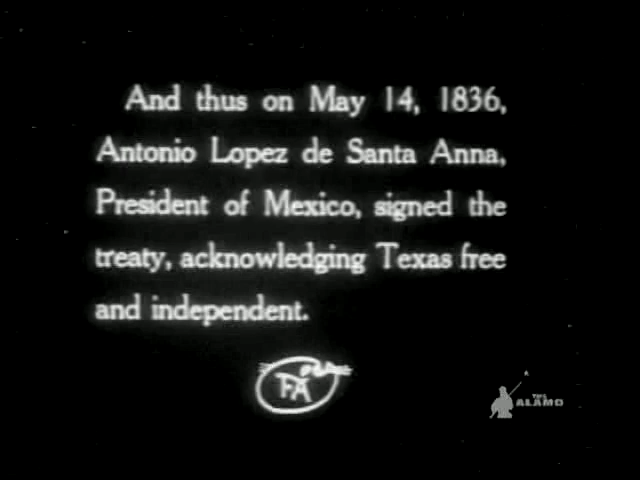 And thus on May 14, 1836,
Antonio Lopez de Santa Anna,
President of Mexico, signed the
treaty, acknowledging Texas free
and independent.
FA
THE
ALAMO